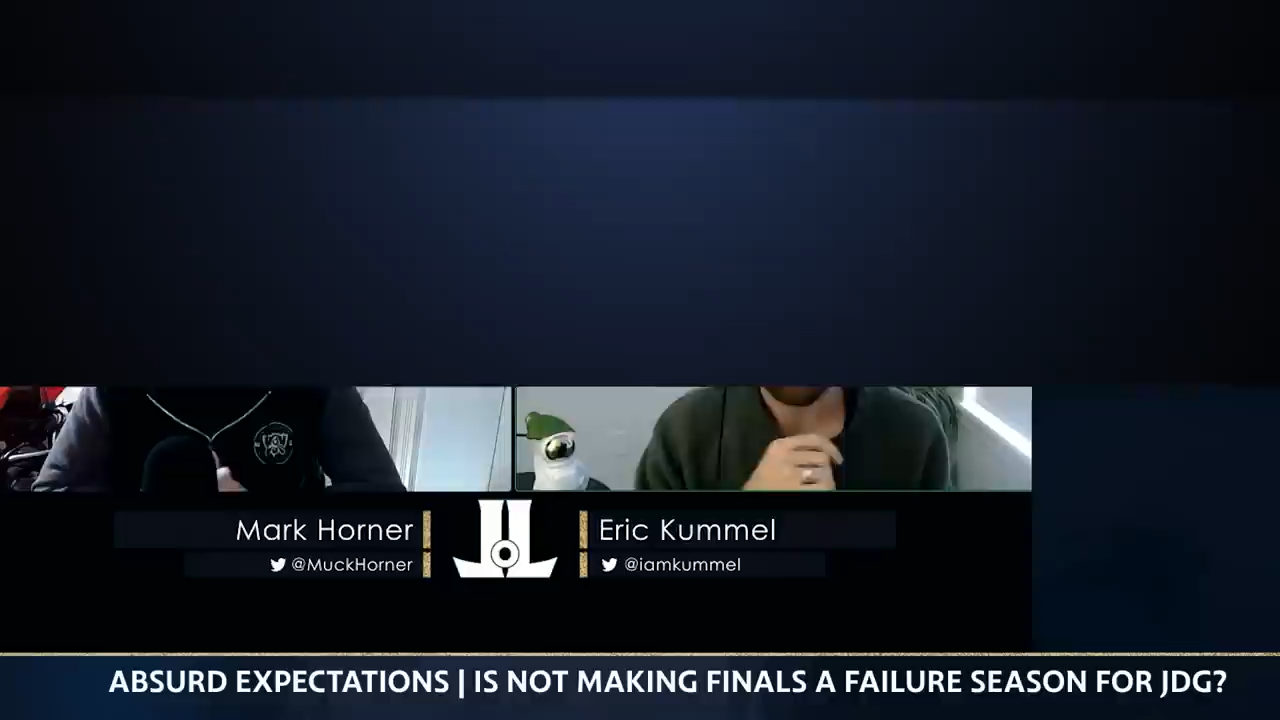 Mark Horner
Eric Kummel
@MuckHorner
@iamkummel
ABSURD EXPECTATIONS | IS NOT MAKING FINALS A FAILURE SEASON FOR JDG?